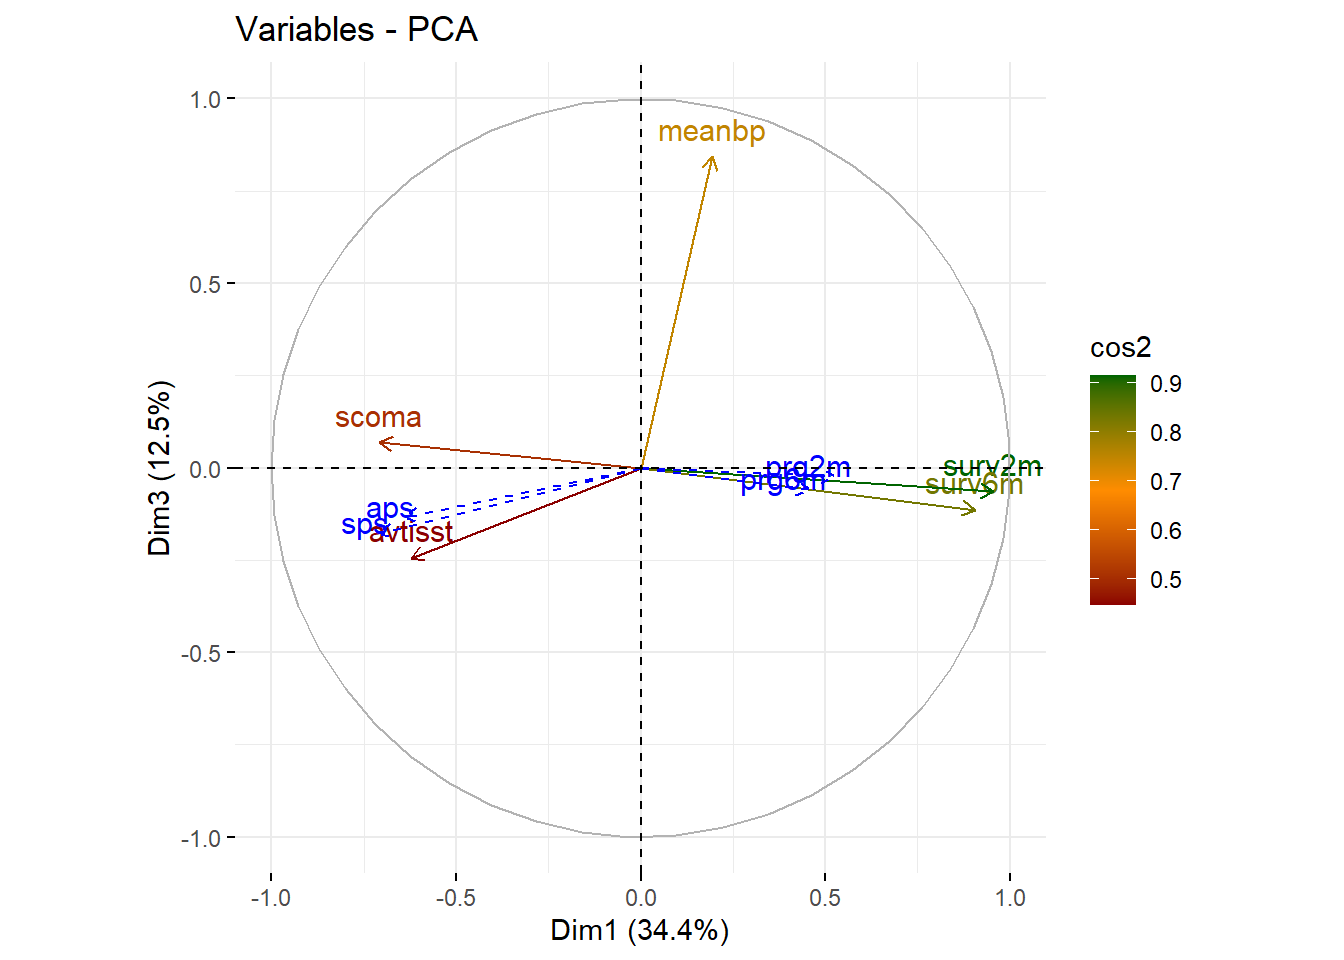 Variables - PCA
1.0
0.5
0.0
-0.5
-1.0
Dim3 (12.5%)
meanbp
scoma
prg2m
prg6m
surv2m
surv6m
aps
sps
avtisst
-1.0
-0.5
0.0
0.5
1.0
Dim1 (34.4%)
cos2
0.9
0.8
0.7
0.6
0.5